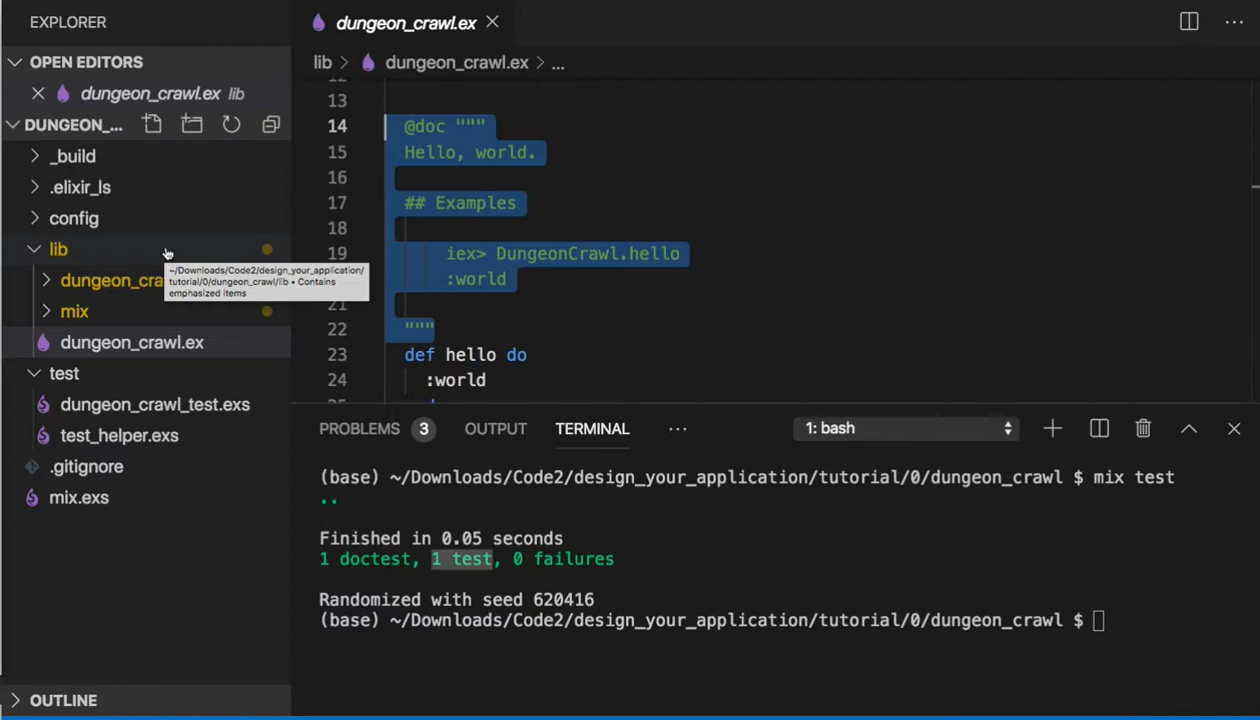 EXPLORER
OPEN EDITORS
dungeon_crawl.ex lib
DUNGEON_...
_build
.elixir_ls
config
lib
~/Downloads/Code2/design_your_application/
tutorial/0/dungeon_crawl/lib • Contains
emphasized items
dungeon_cra
mix
dungeon_crawl.ex
test
dungeon_crawl_test.exs
test_helper.exs
.gitignore
mix.exs
OUTLINE
dungeon_crawl.ex
lib > dungeon_crawl.ex > ...
13
14 @doc """
15 Hello, world.
16
17 ## Examples
18
19 iex> DungeonCrawl.hello
:world
21
22 """
23 def hello do
24 :world
PROBLEMS 3 OUTPUT TERMINAL ... 1: bash
(base) ~/Downloads/Code2/design_your_application/tutorial/0/dungeon_crawl $ mix test
..
Finished in 0.05 seconds
1 doctest, 1 test, 0 failures
Randomized with seed 620416
(base) ~/Downloads/Code2/design_your_application/tutorial/0/dungeon_crawl $